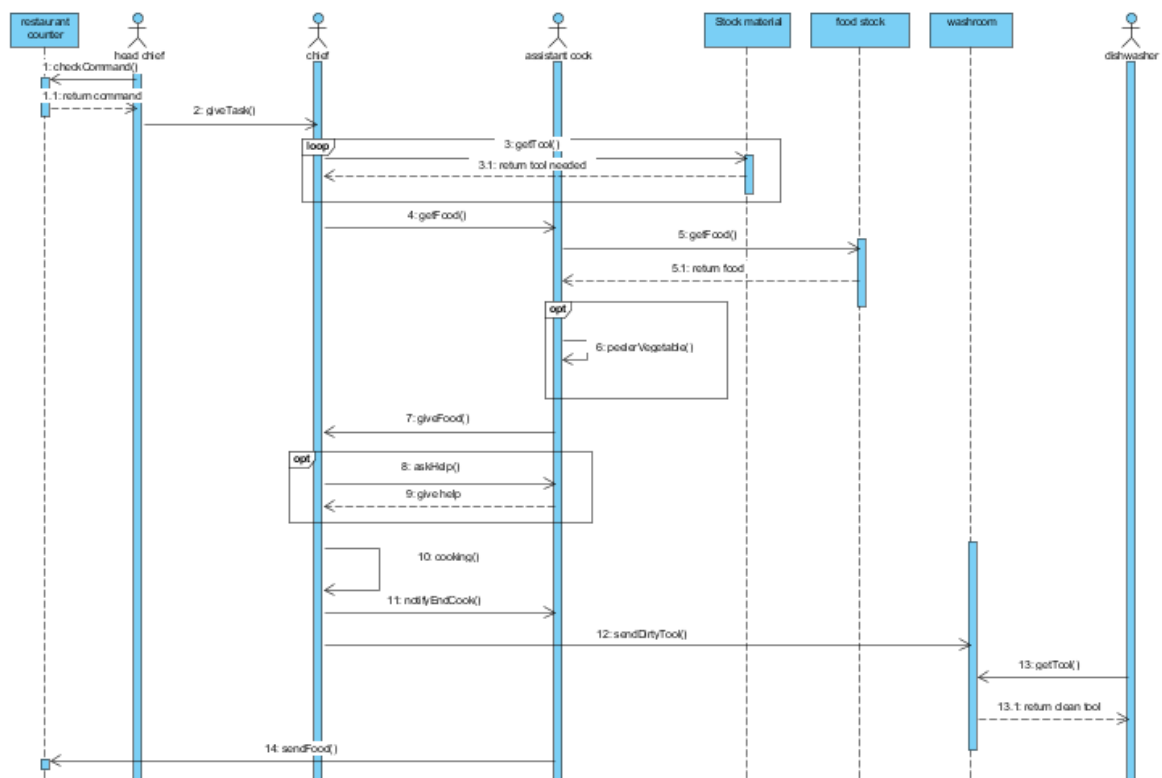 restaurant
counter
head chief
chief
assistant cook
Stock material
food stock
washroom
dishwasher
1: checkCommand()
1.1: return command
2: giveTask()
loop
3: getTool()
3.1: return tool needed
4: getFood()
5: getFood()
5.1: return food
opt
6: peelerVegetable()
7: giveFood()
opt
8: askHelp()
9: give help
10: cooking()
11: notifyEndCook()
12: sendDirtyTool()
13: getTool()
13.1: return clean tool
14: sendFood()